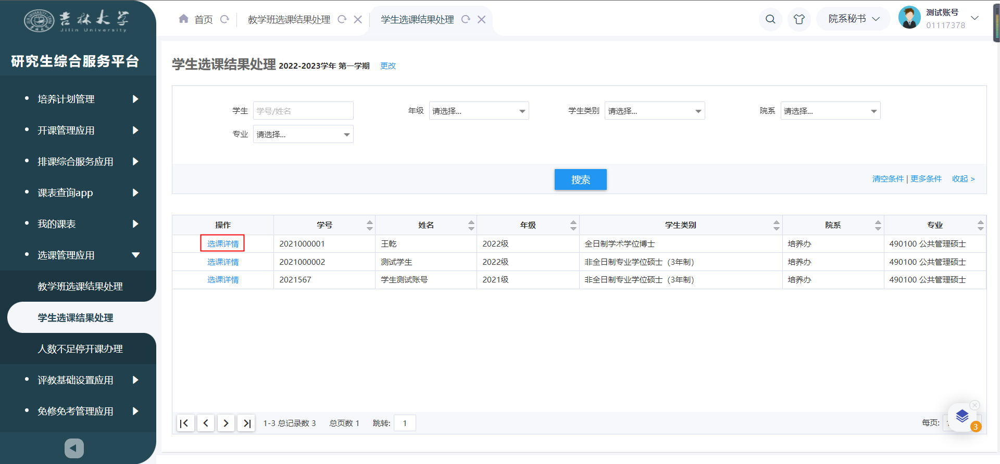 吉林大学
Jilin University
研究生综合服务平台
培养计划管理
开课管理应用
排课综合服务应用
课表查询app
我的课表
选课管理应用
教学班选课结果处理
学生选课结果处理
人数不足停开课办理
评教基础设置应用
免修免考管理应用
首页 教学班选课结果处理 学生选课结果处理
院系秘书
测试账号
01117378
学生选课结果处理 2022-2023学年 第一学期 更改
学生 学号/姓名 年级 请选择... 学生类别 请选择... 院系 请选择...
专业 请选择...
搜索
清空条件 | 更多条件 收起 >
操作 学号 姓名 年级 学生类别 院系 专业
选课详情 2021000001 王乾 2022级 全日制学术学位博士 培养办 490100 公共管理硕士
选课详情 2021000002 测试学生 2022级 非全日制专业学位硕士（3年制） 培养办 490100 公共管理硕士
选课详情 2021567 学生测试账号 2021级 非全日制专业学位硕士（3年制） 培养办 490100 公共管理硕士
1-3 总记录数 3 总页数 1 跳转: 1
每页:
3